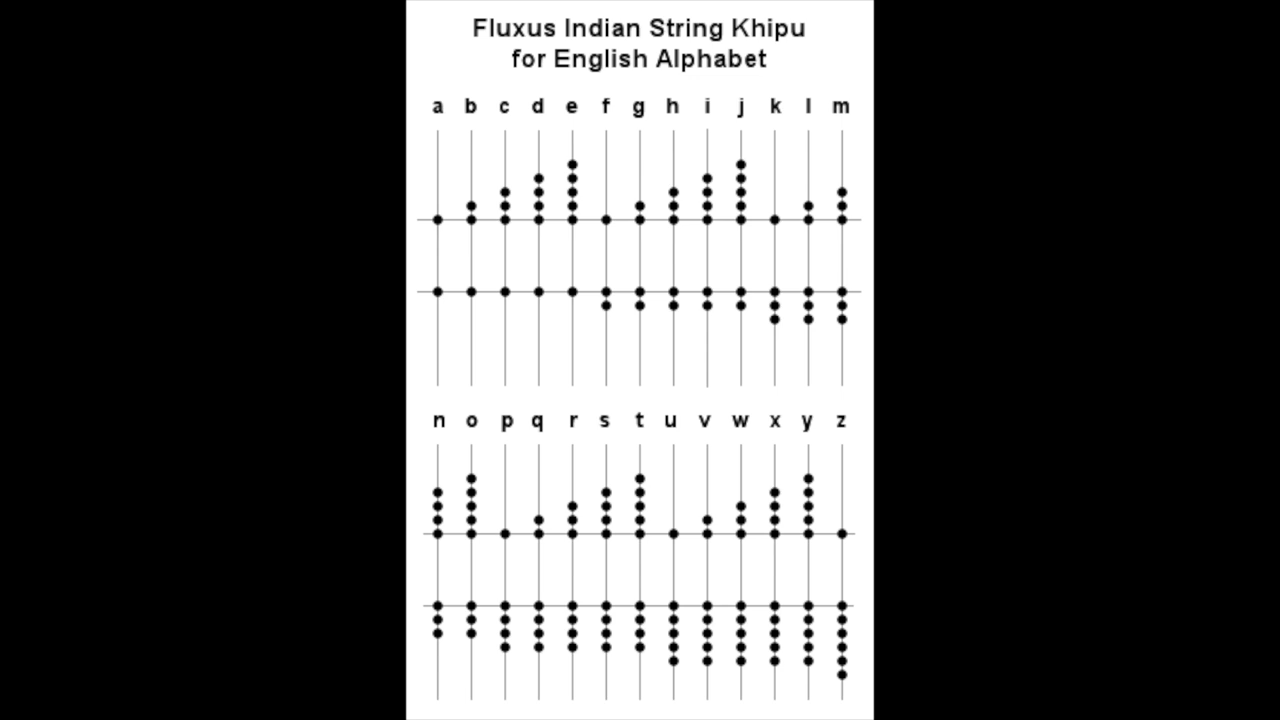 Fluxus Indian String Khipu
for English Alphabet
a b c d e f g h i j k l m
n o p q r s t u v w x y z